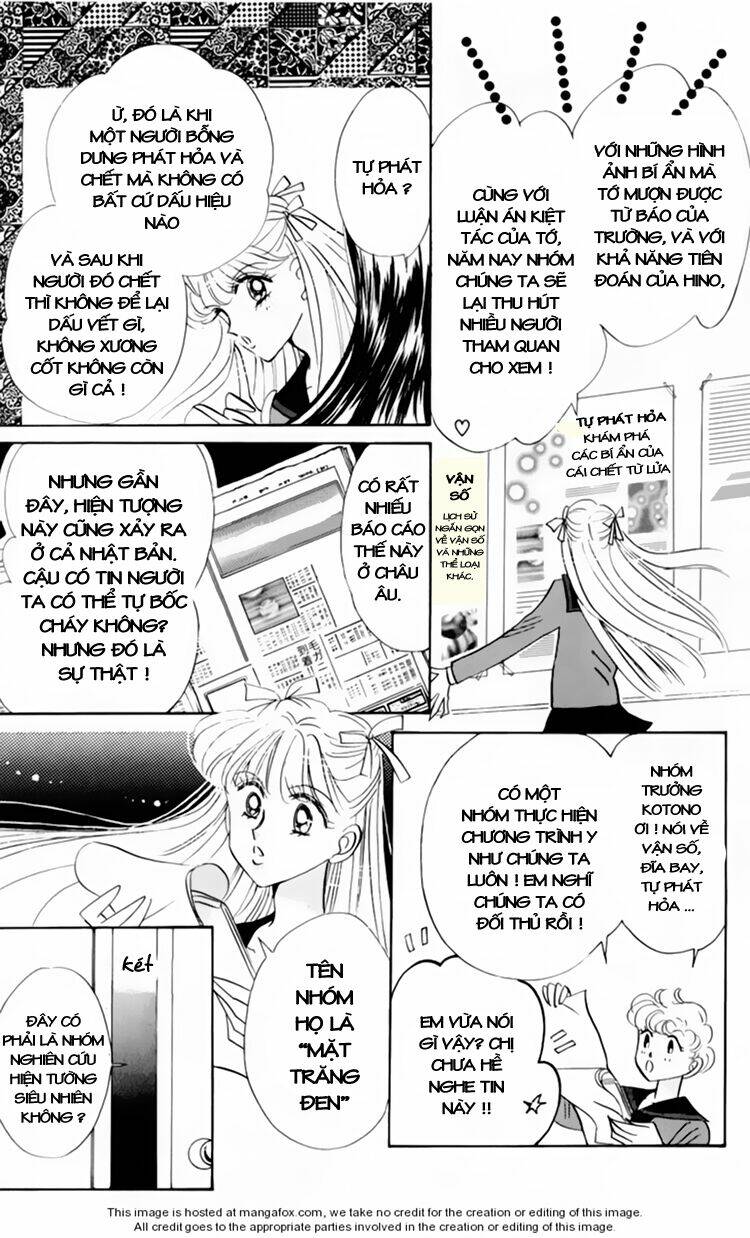 VỚI NHỮNG HÌNH
ẢNH BÍ ẨN MÀ
TỚ MƯỢN ĐƯỢC
TỪ BÁO CỦA
TRƯỜNG, VÀ VỚI
KHẢ NĂNG TIÊN
ĐOÁN CỦA HINO,
CÙNG VỚI
LUẬN ÁN KIỆT
TÁC CỦA TỚ,
NĂM NAY NHÓM
CHÚNG TA SẼ
LẠI THU HÚT
NHIỀU NGƯỜI
THAM QUAN
CHO XEM !
TỰ PHÁT HỎA
KHÁM PHÁ
CÁC BÍ ẨN CỦA
CÁI CHẾT TỪ LỬA
VẬN
SỐ
LỊCH SỬ
NGẮN GỌN
VỀ VẬN SỐ
VÀ NHỮNG
THỂ LOẠI
KHÁC.
TỰ PHÁT
HỎA ?
Ừ, ĐÓ LÀ KHI
MỘT NGƯỜI BỖNG
DUNG PHÁT HỎA VÀ
CHẾT MÀ KHÔNG CÓ
BẤT CỨ DẤU HIỆU
NÀO
VÀ SAU KHI
NGƯỜI ĐÓ CHẾT
THÌ KHÔNG ĐỂ LẠI
DẤU VẾT GÌ,
KHÔNG XƯƠNG
CỐT KHÔNG CÒN
GÌ CẢ !
CÓ RẤT
NHIỀU
BÁO CÁO
THẾ NÀY
Ở CHÂU
ÂU.
NHƯNG GẦN
ĐÂY, HIỆN TƯỢNG
NÀY CŨNG XẢY RA
Ở CẢ NHẬT BẢN.
CẬU CÓ TIN NGƯỜI
TA CÓ THỂ TỰ BỐC
CHÁY KHÔNG?
NHƯNG ĐÓ LÀ
SỰ THẬT !
NHÓM
TRƯỞNG
KOTONO
ƠI ! NÓI VỀ
VẬN SỐ,
ĐĨA BAY,
TỰ PHÁT
HỎA ...
CÓ MỘT
NHÓM THỰC HIỆN
CHƯƠNG TRÌNH Y
NHƯ CHÚNG TA
LUÔN ! EM NGHĨ
CHÚNG TA CÓ
ĐỐI THỦ RỒI !
EM VỪA NÓI
GÌ VẬY? CHỊ
CHƯA HỀ
NGHE TIN
NÀY !!
TÊN
NHÓM
HỌ LÀ
“MẶT
TRĂNG
ĐEN”
két
ĐÂY CÓ
PHẢI LÀ NHÓM
NGHIÊN CỨU
HIỆN TƯỜNG
SIÊU NHIÊN
KHÔNG ?
This image is hosted at mangafox.com, we take no credit for the creation or editing of this image.
All credit goes to the appropriate parties involved in the creation or editing of this image.